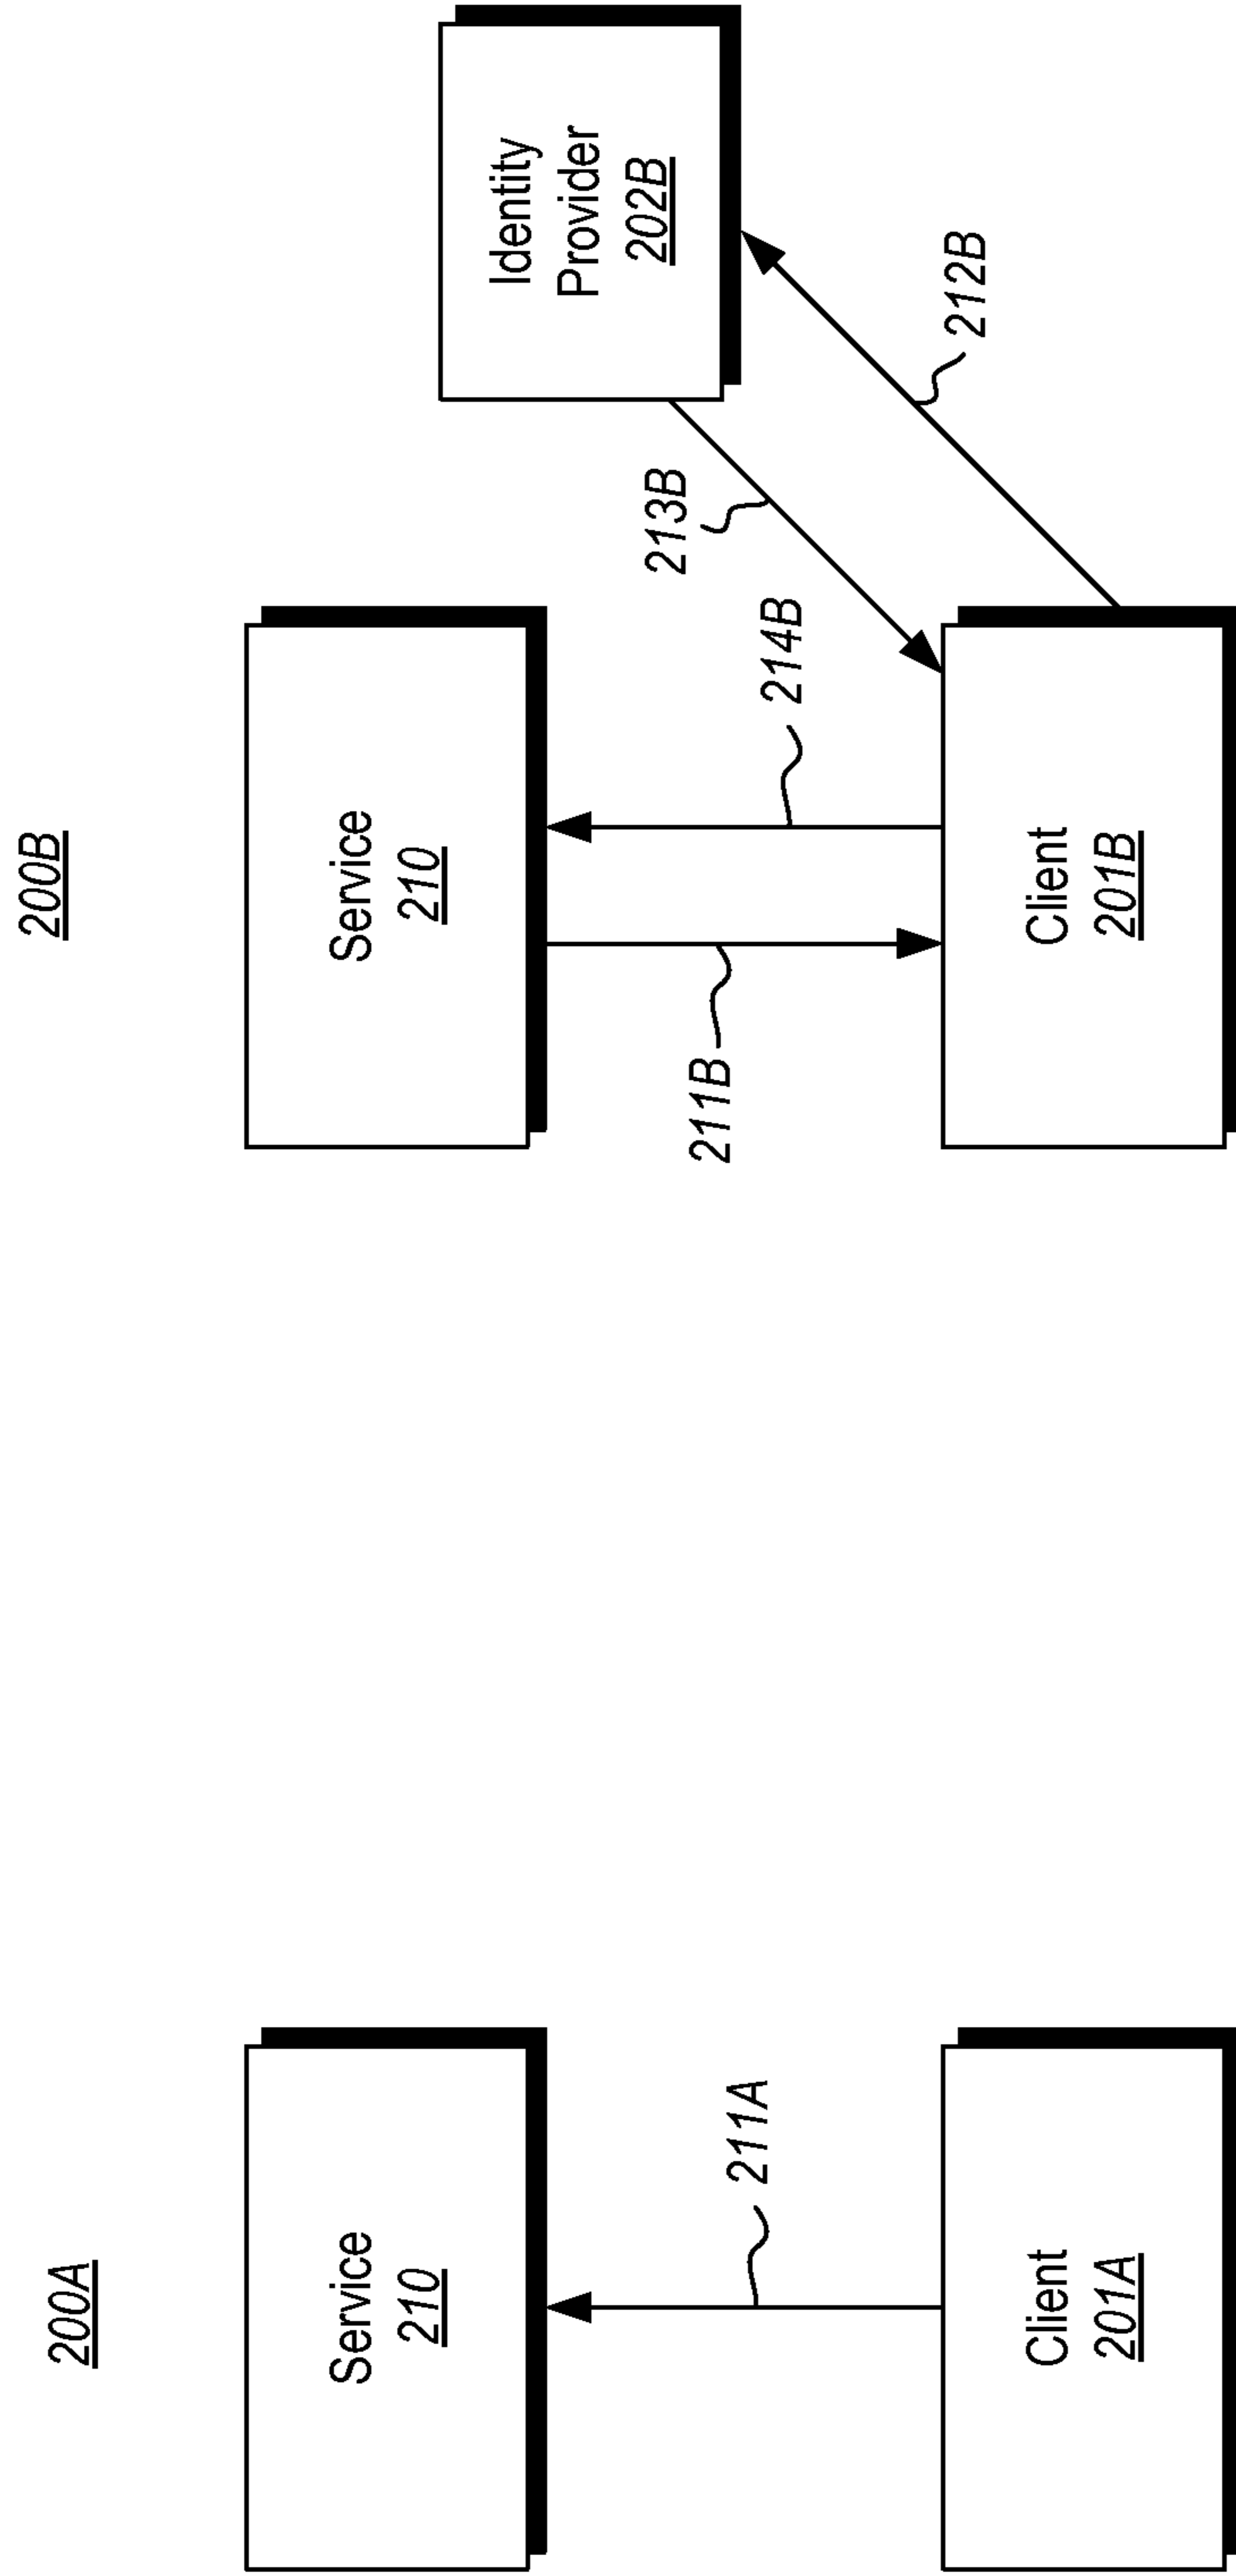 200A
Service
210
211A
Client
201A
200B
Service
210
211B
214B
Client
201B
213B
212B
Identity
Provider
202B